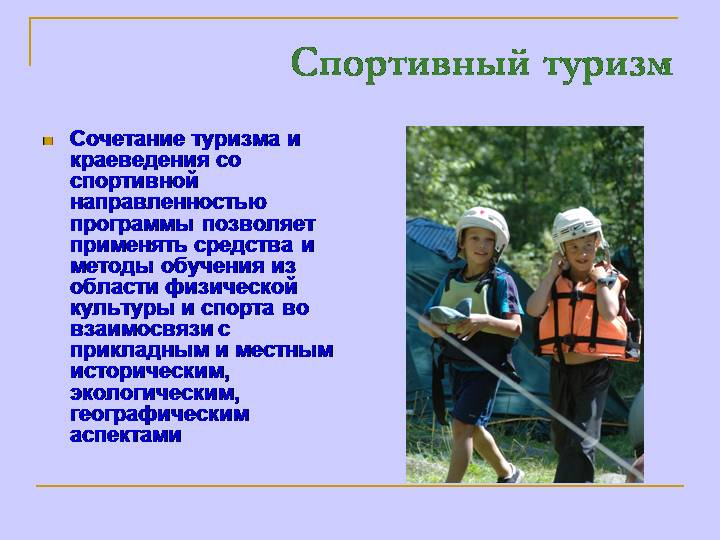 Спортивный туризм
Сочетание туризма и
краеведения со
спортивной
направленностью
программы позволяет
применять средства и
методы обучения из
области физической
культуры и спорта во
взаимосвязи с
прикладным и местным
историческим,
экологическим,
географическим
аспектами